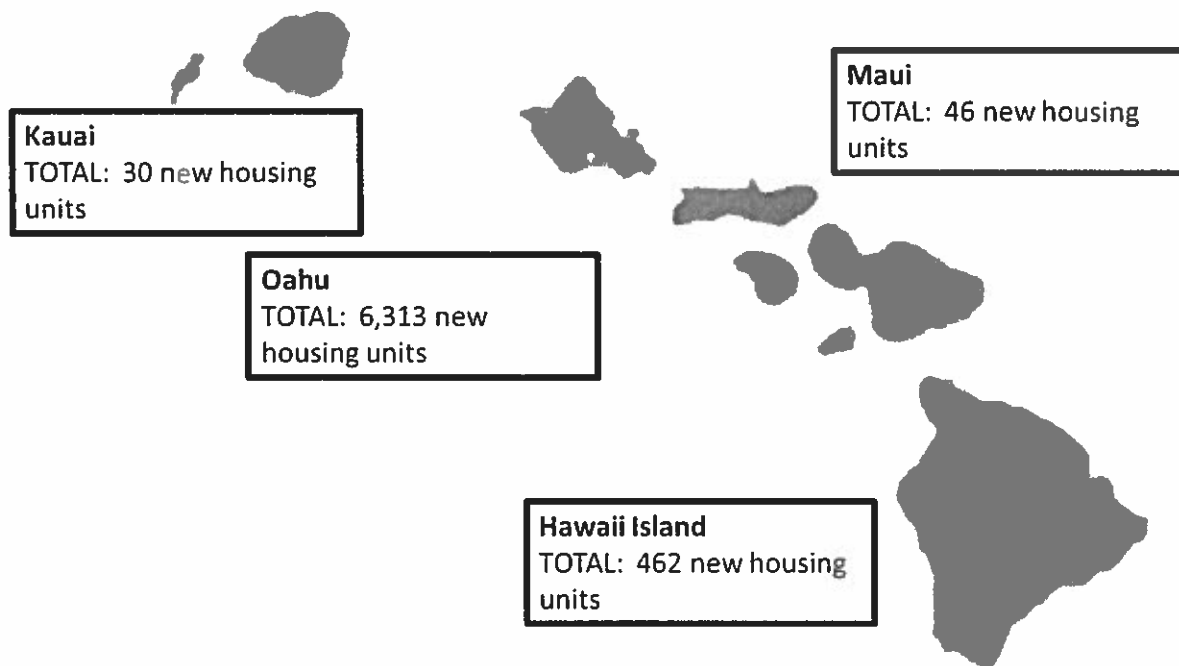 Maui
TOTAL: 46 new housing
units
Kauai
TOTAL: 30 new housing
units
Oahu
TOTAL: 6,313 new
housing units
Hawaii Island
TOTAL: 462 new housing
units